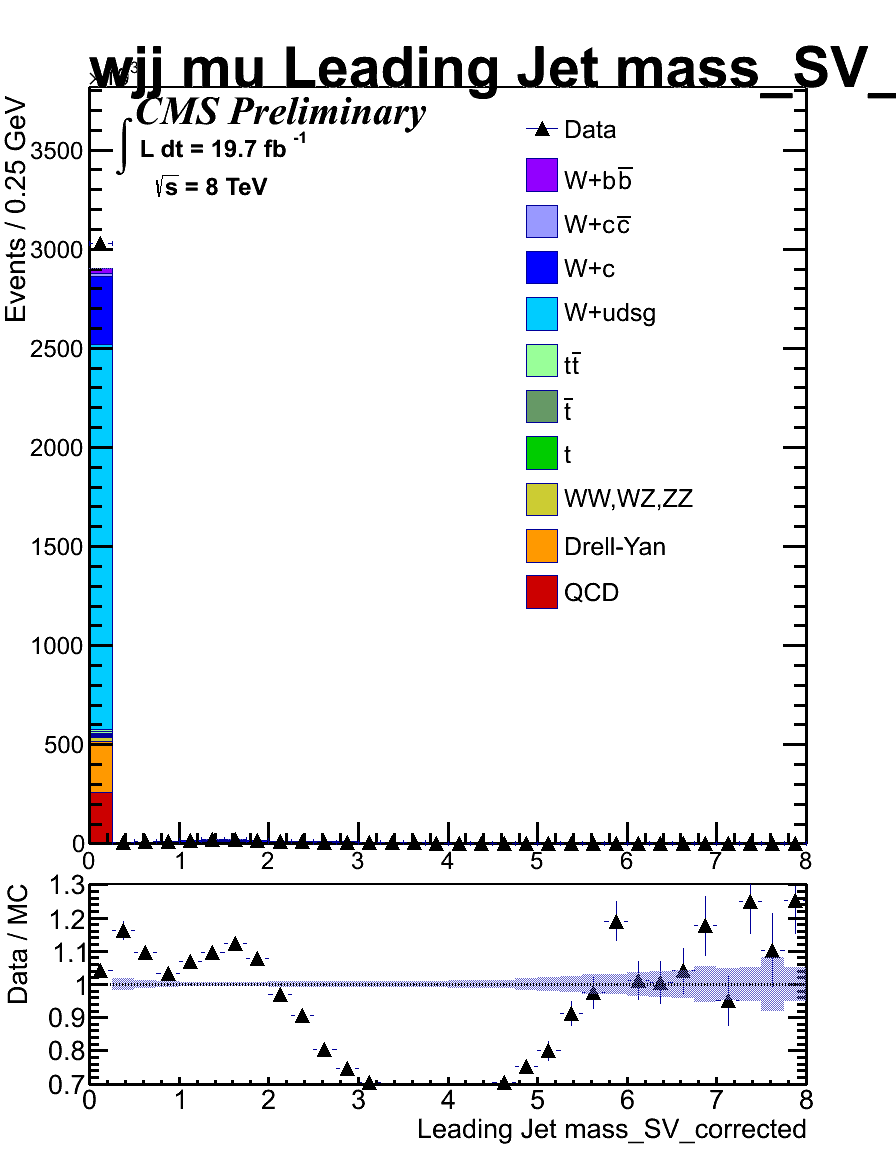 wjj mu Leading Jet mass_SV_
CMS Preliminary
∫ L dt = 19.7 fb -1
√s = 8 TeV
Events / 0.25 GeV
3500
3000
2500
2000
1500
1000
500
0
Data
W+bb̅
W+cc̅
W+c
W+udsg
tt̅
t̅
t
WW,WZ,ZZ
Drell-Yan
QCD
0 1 2 3 4 5 6 7 8
Data / MC
1.3
1.2
1.1
1
0.9
0.8
0.7
0 1 2 3 4 5 6 7 8
Leading Jet mass_SV_corrected